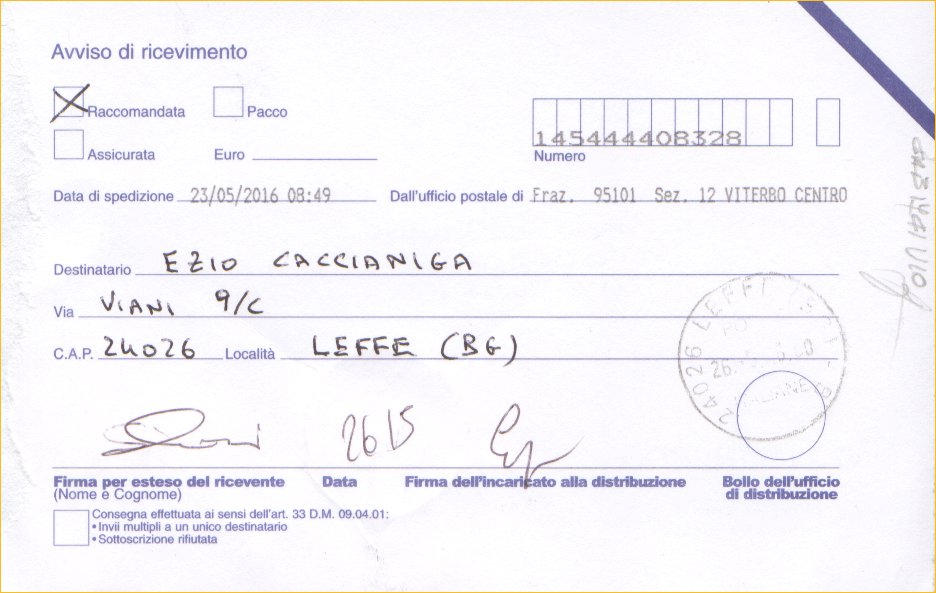 Avviso di ricevimento
Raccomandata Pacco
Assicurata Euro
145444408328
Numero
Data di spedizione 23/05/2016 08:49 Dall'ufficio postale di Fraz. 95101 Sez. 12 VITERBO CENTRO
Destinatario EZIO CACCIANIGA
Via VIANI 9/C
C.A.P. 24026 Località LEFFE (BG)
24026 LEFFE
26 15
Firma per esteso del ricevente Data Firma dell'incaricato alla distribuzione Bollo dell'ufficio
(Nome e Cognome) di distribuzione
Consegna effettuata ai sensi dell'art. 33 D.M. 09.04.01:
• Invii multipli a un unico destinatario
• Sottoscrizione rifiutata